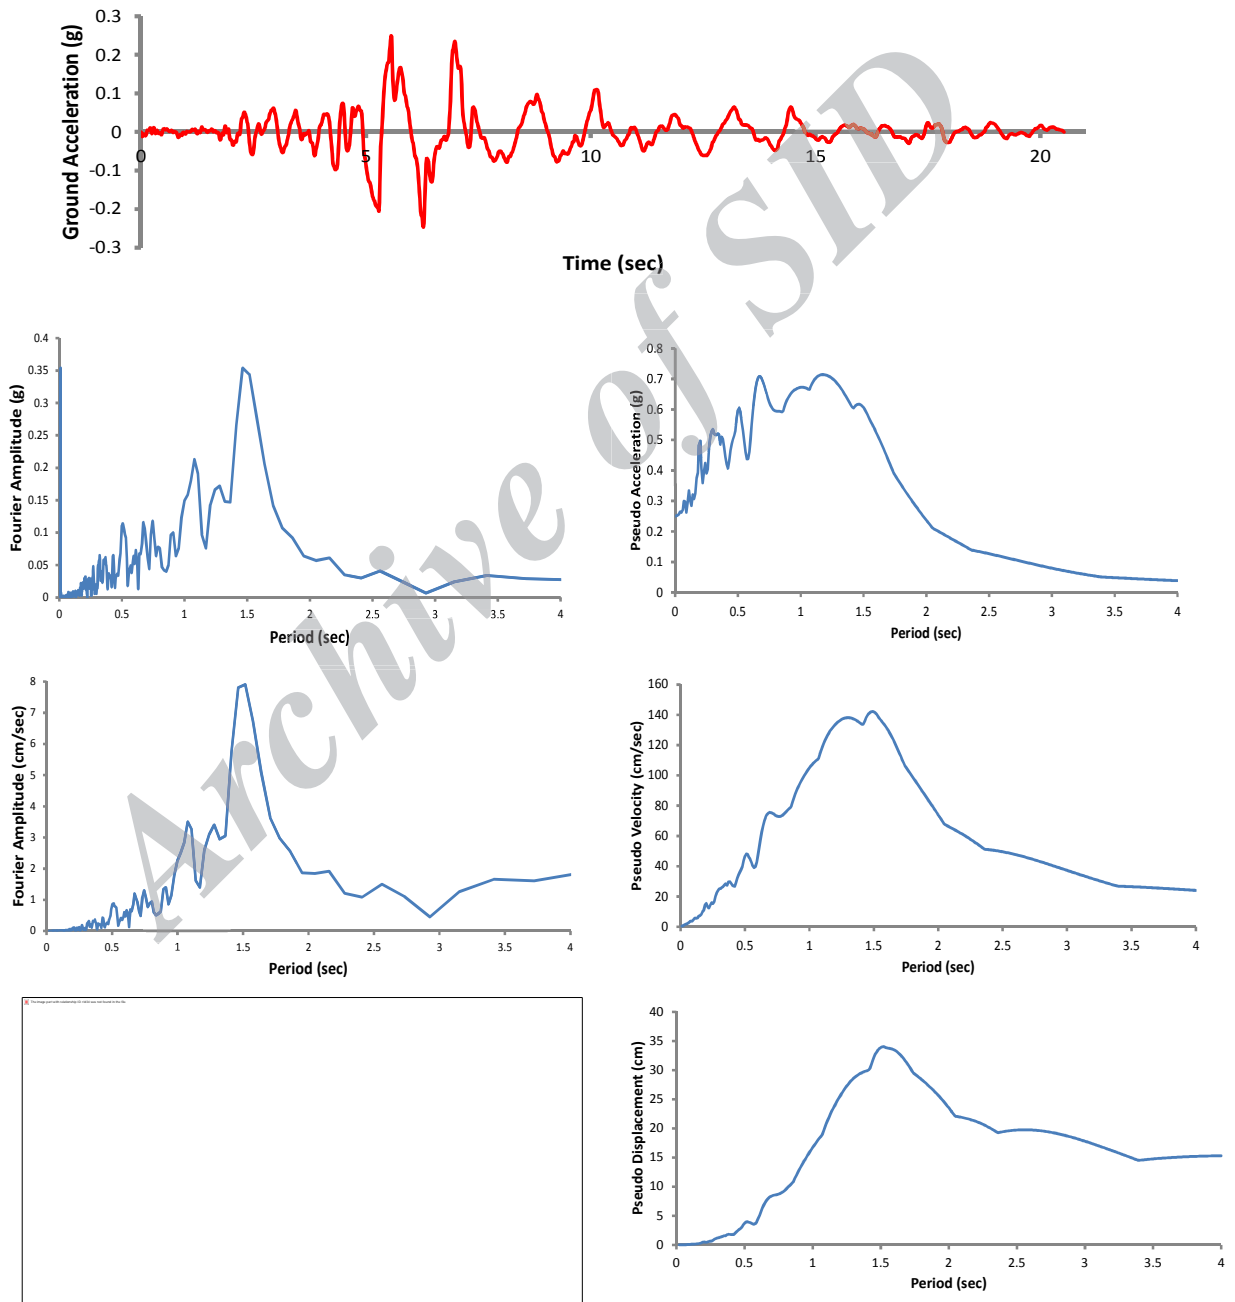 0.3
0.2
0.1
0
-0.1
-0.2
-0.3
Ground Acceleration (g)
0 5 10 15 20
Time (sec)
Archive of SID
0.4
0.35
0.3
0.25
0.2
0.15
0.1
0.05
0
Fourier Amplitude (g)
0 0.5 1 1.5 2 2.5 3 3.5 4
Period (sec)
0.8
0.7
0.6
0.5
0.4
0.3
0.2
0.1
0
Pseudo Acceleration (g)
0 0.5 1 1.5 2 2.5 3 3.5 4
Period (sec)
8
7
6
5
4
3
2
1
0
Fourier Amplitude (cm/sec)
0 0.5 1 1.5 2 2.5 3 3.5 4
Period (sec)
160
140
120
100
80
60
40
20
0
Pseudo Velocity (cm/sec)
0 0.5 1 1.5 2 2.5 3 3.5 4
Period (sec)
40
35
30
25
20
15
10
5
0
Pseudo Displacement (cm)
0 0.5 1 1.5 2 2.5 3 3.5 4
Period (sec)